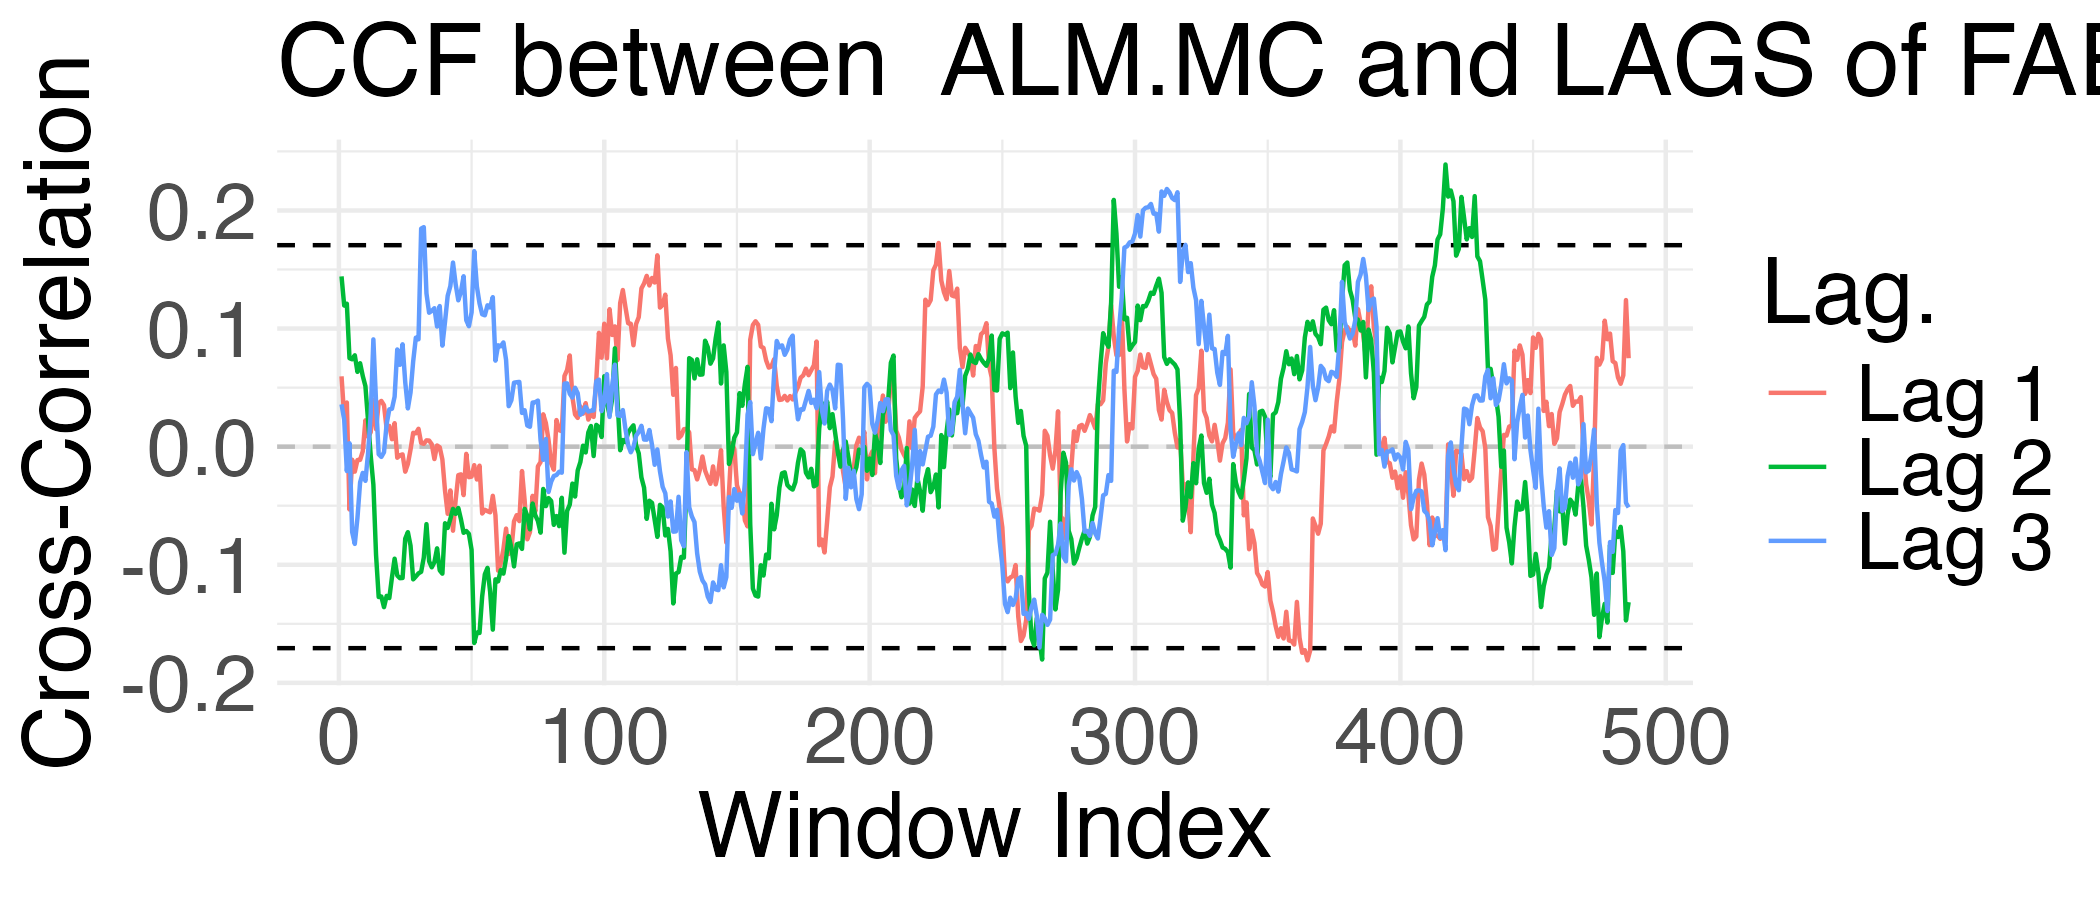 CCF between ALM.MC and LAGS of FAE
Cross-Correlation
0.2
0.1
0.0
-0.1
-0.2
0 100 200 300 400 500
Window Index
Lag.
Lag 1
Lag 2
Lag 3